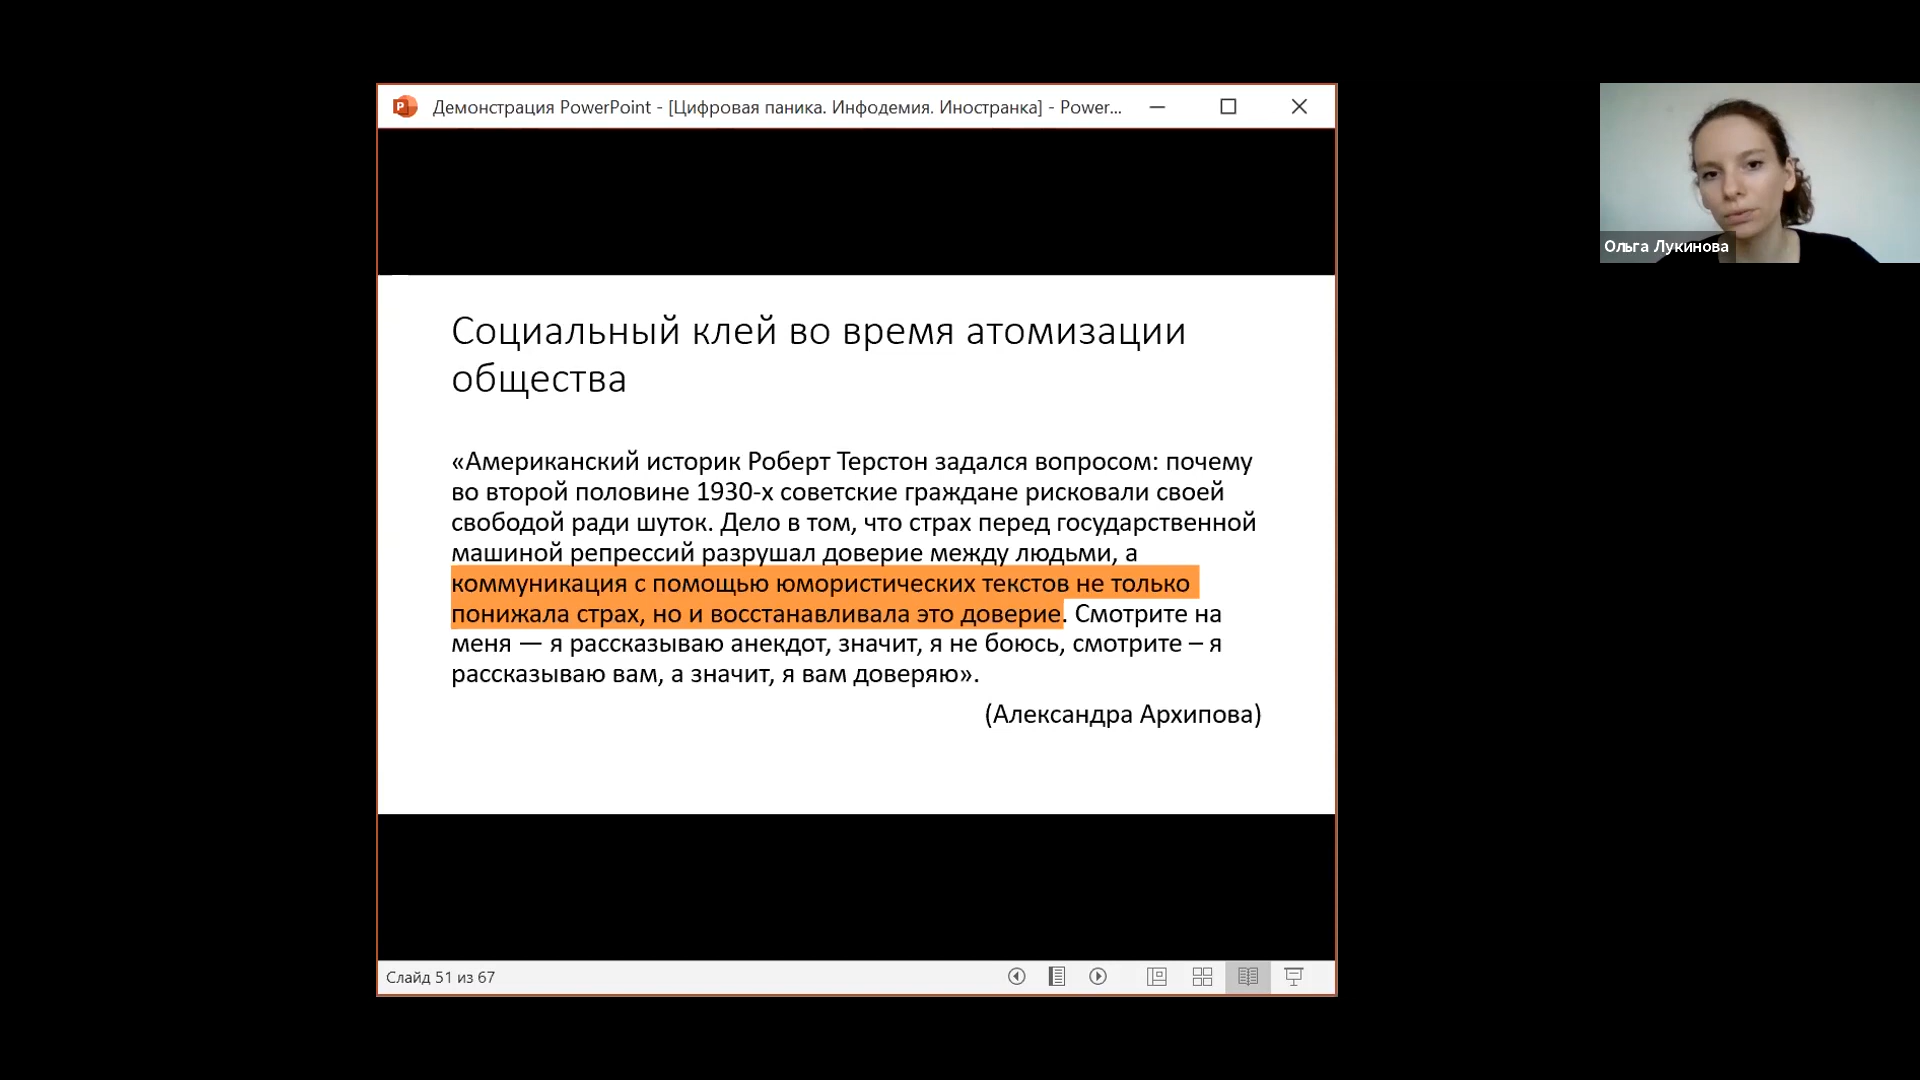 Демонстрация PowerPoint - [Цифровая паника. Инфодемия. Иностранка] - Power...
Ольга Лукинова
Социальный клей во время атомизации
общества
«Американский историк Роберт Терстон задался вопросом: почему
во второй половине 1930-х советские граждане рисковали своей
свободой ради шуток. Дело в том, что страх перед государственной
машиной репрессий разрушал доверие между людьми, а
коммуникация с помощью юмористических текстов не только
понижала страх, но и восстанавливала это доверие. Смотрите на
меня — я рассказываю анекдот, значит, я не боюсь, смотрите – я
рассказываю вам, а значит, я вам доверяю».
(Александра Архипова)
Слайд 51 из 67